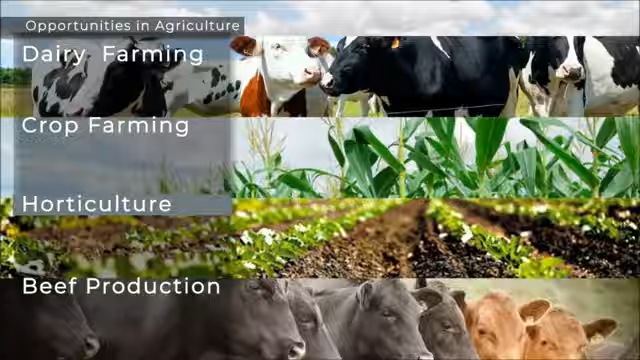 Opportunities in Agriculture
Dairy Farming
Crop Farming
Horticulture
Beef Production